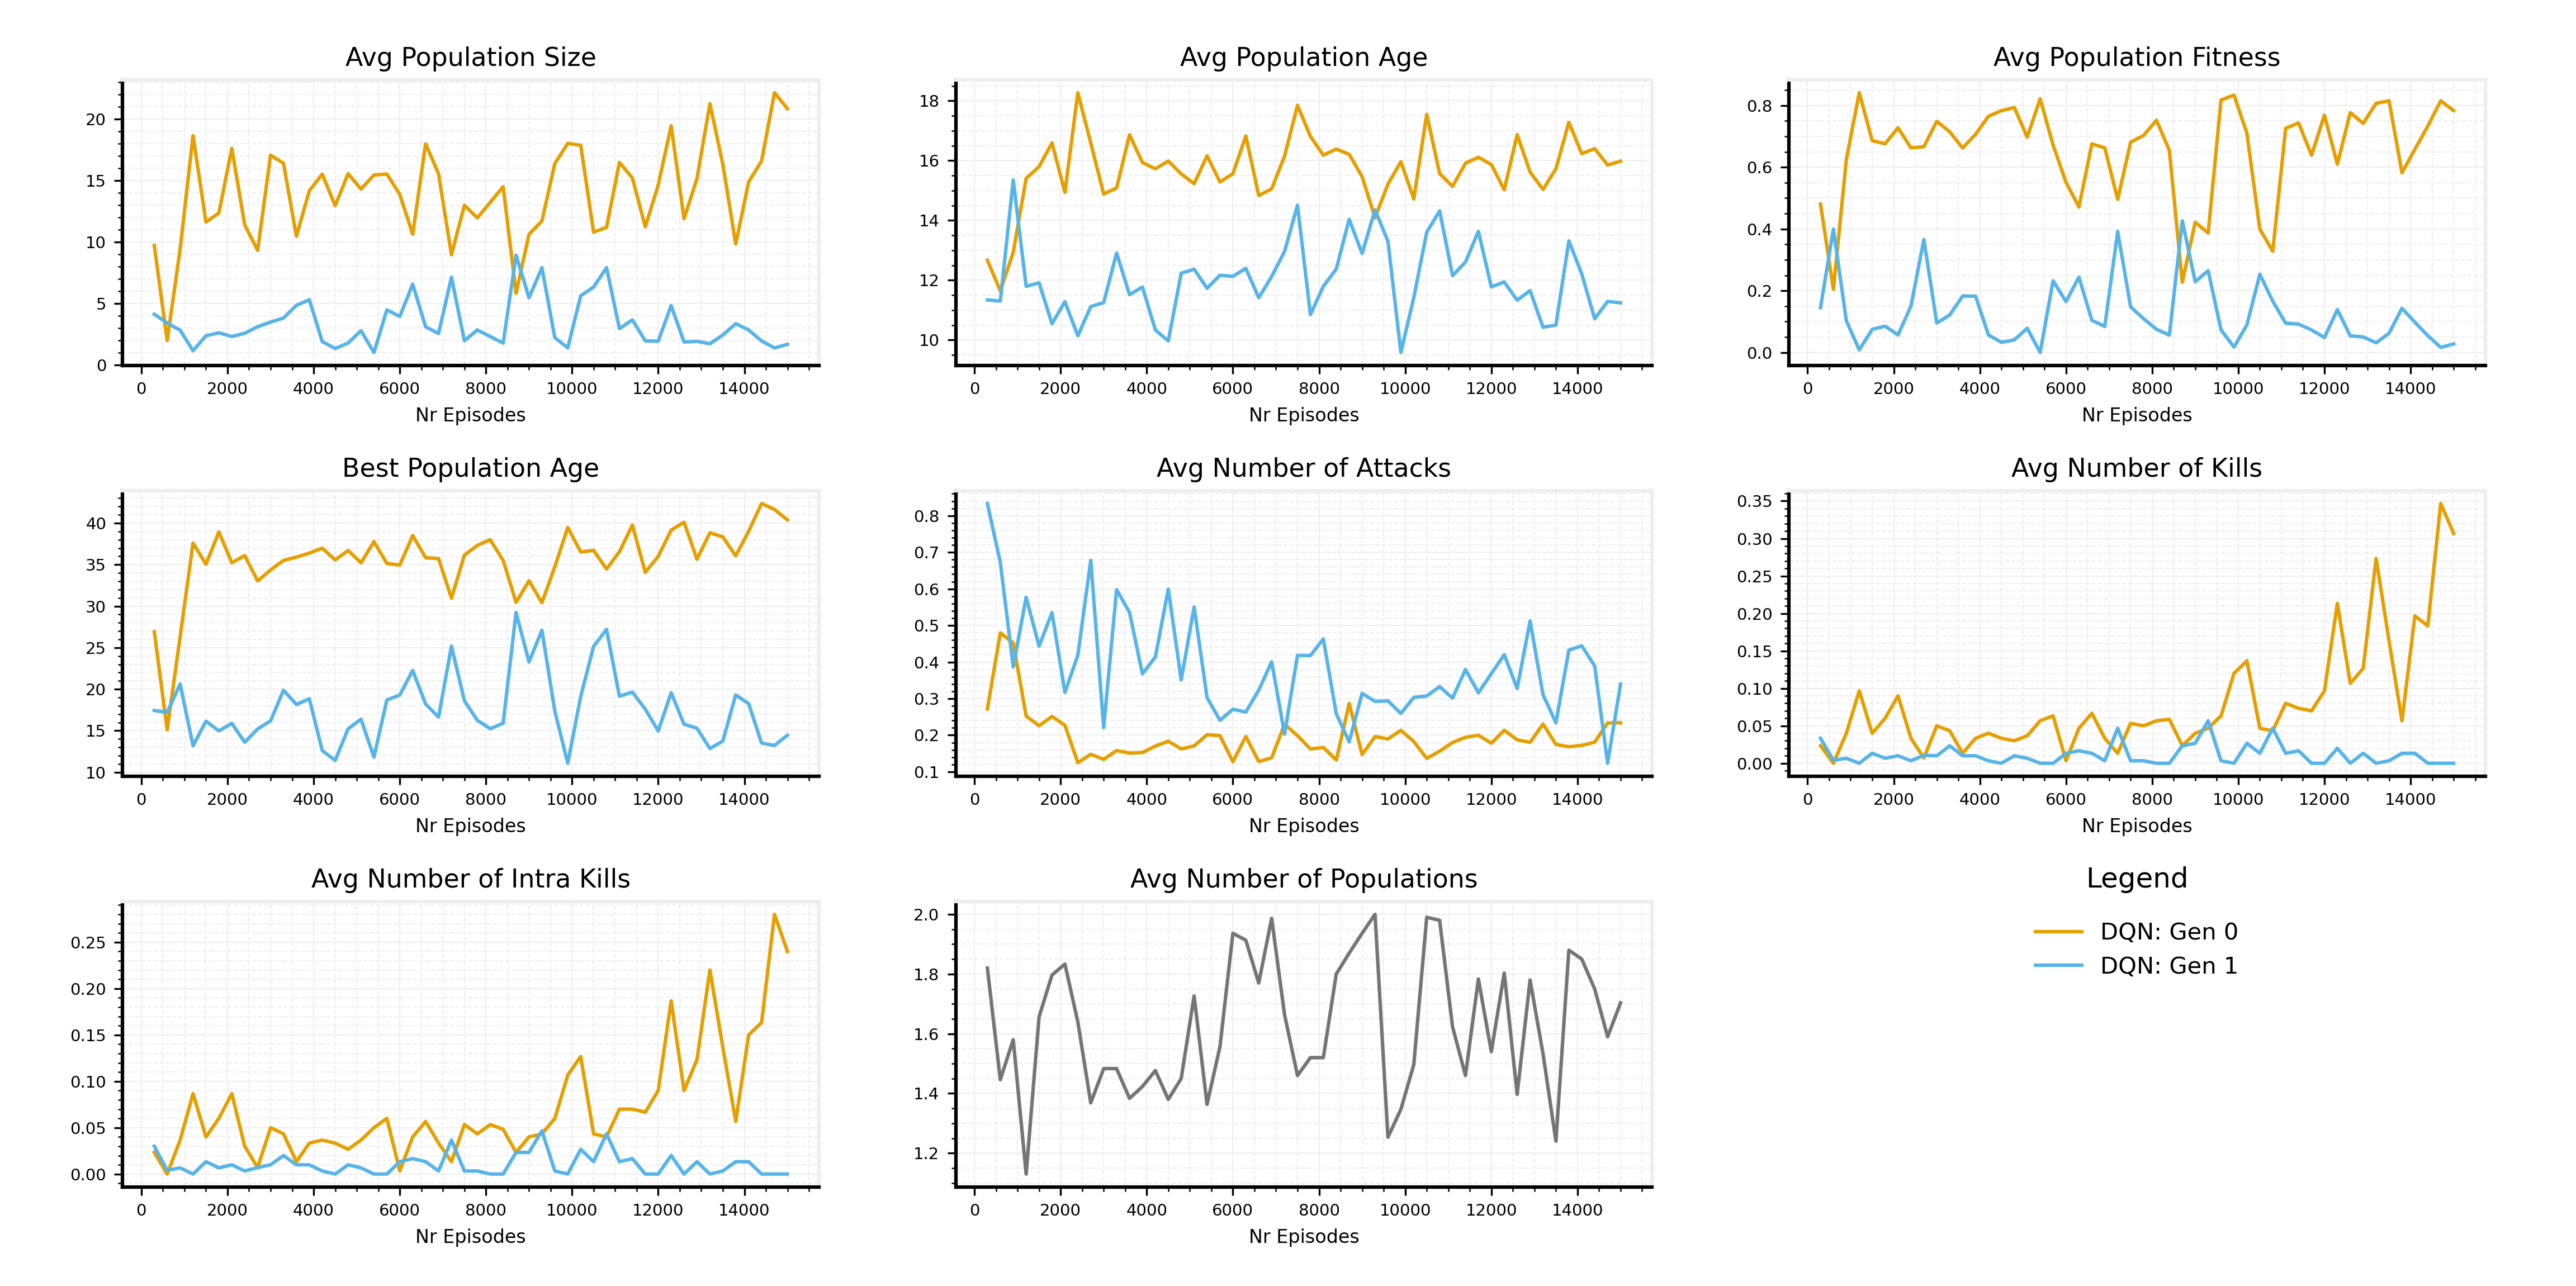 Avg Population Size
20
15
10
5
0
0 2000 4000 6000 8000 10000 12000 14000
Nr Episodes
Avg Population Age
18
16
14
12
10
0 2000 4000 6000 8000 10000 12000 14000
Nr Episodes
Avg Population Fitness
0.8
0.6
0.4
0.2
0.0
0 2000 4000 6000 8000 10000 12000 14000
Nr Episodes
Best Population Age
40
35
30
25
20
15
10
0 2000 4000 6000 8000 10000 12000 14000
Nr Episodes
Avg Number of Attacks
0.8
0.7
0.6
0.5
0.4
0.3
0.2
0.1
0 2000 4000 6000 8000 10000 12000 14000
Nr Episodes
Avg Number of Kills
0.35
0.30
0.25
0.20
0.15
0.10
0.05
0.00
0 2000 4000 6000 8000 10000 12000 14000
Nr Episodes
Avg Number of Intra Kills
0.25
0.20
0.15
0.10
0.05
0.00
0 2000 4000 6000 8000 10000 12000 14000
Nr Episodes
Avg Number of Populations
2.0
1.8
1.6
1.4
1.2
0 2000 4000 6000 8000 10000 12000 14000
Nr Episodes
Legend
DQN: Gen 0
DQN: Gen 1